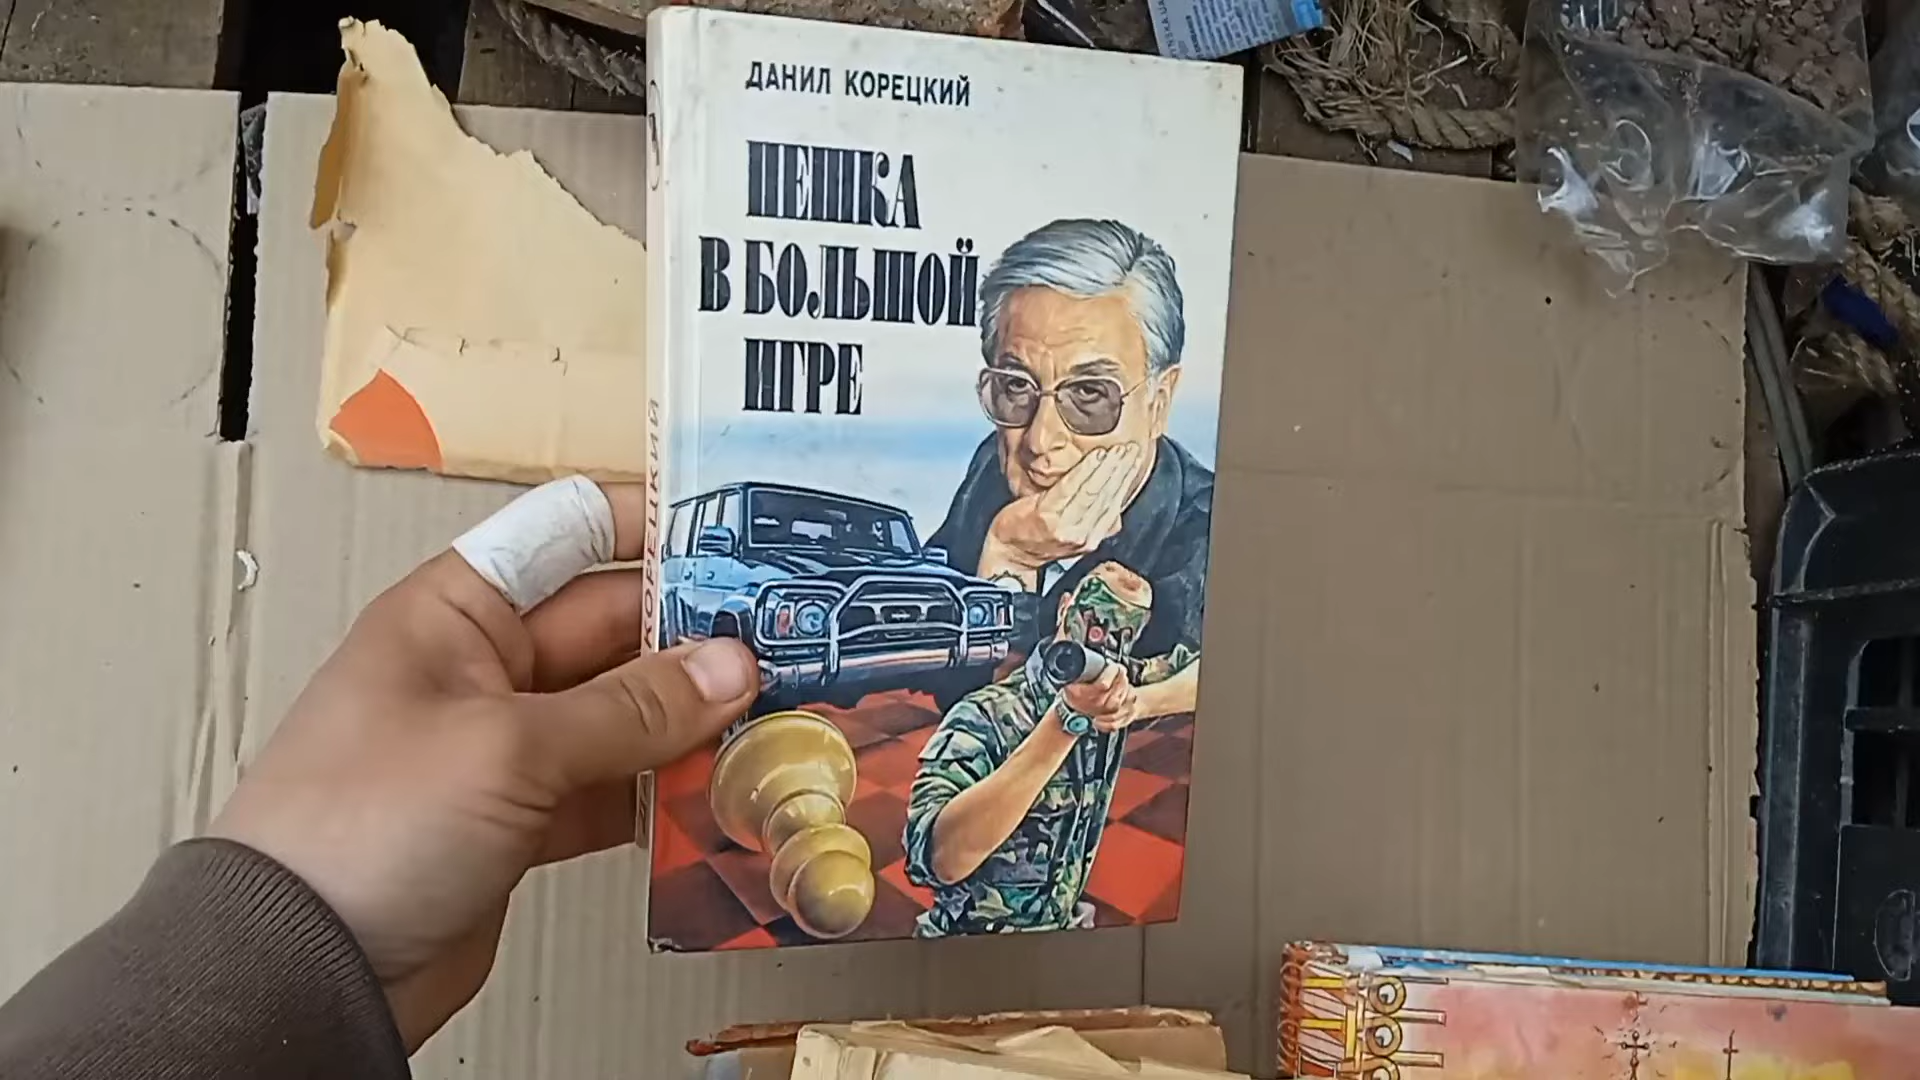 ДАНИЛ КОРЕЦКИЙ
ПЕШКА
В БОЛЬШОЙ
ИГРЕ
КОРЕЦКИЙ